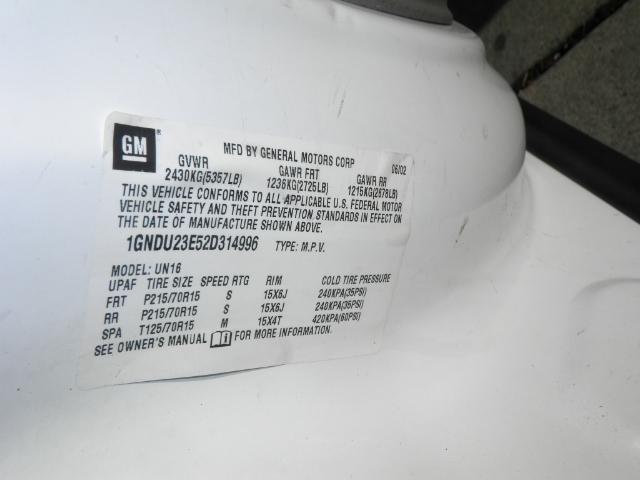 GM ®
MFD BY GENERAL MOTORS CORP 06/02
GVWR GAWR FRT GAWR RR
2430KG(5357LB) 1236KG(2725LB) 1215KG(2678LB)
THIS VEHICLE CONFORMS TO ALL APPLICABLE U.S. FEDERAL MOTOR
VEHICLE SAFETY AND THEFT PREVENTION STANDARDS IN EFFECT ON
THE DATE OF MANUFACTURE SHOWN ABOVE.
1GNDU23E52D314996 TYPE: M.P.V.
MODEL: UN16
UPAF TIRE SIZE SPEED RTG RIM COLD TIRE PRESSURE
FRT P215/70R15 S 15X6J 240KPA(35PSI)
RR P215/70R15 S 15X6J 240KPA(35PSI)
SPA T125/70R15 M 15X4T 420KPA(60PSI)
SEE OWNER'S MANUAL FOR MORE INFORMATION.